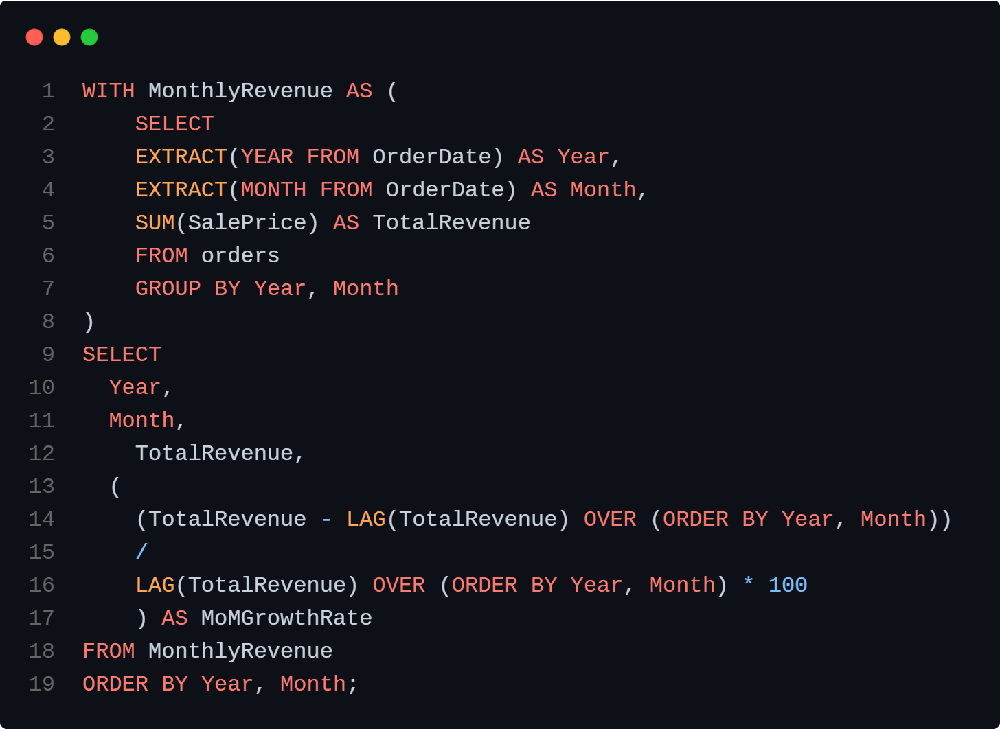 1 WITH MonthlyRevenue AS (
2     SELECT
3     EXTRACT(YEAR FROM OrderDate) AS Year,
4     EXTRACT(MONTH FROM OrderDate) AS Month,
5     SUM(SalePrice) AS TotalRevenue
6     FROM orders
7     GROUP BY Year, Month
8 )
9 SELECT
10   Year,
11   Month,
12     TotalRevenue,
13   (
14     (TotalRevenue - LAG(TotalRevenue) OVER (ORDER BY Year, Month))
15     /
16     LAG(TotalRevenue) OVER (ORDER BY Year, Month) * 100
17     ) AS MoMGrowthRate
18 FROM MonthlyRevenue
19 ORDER BY Year, Month;